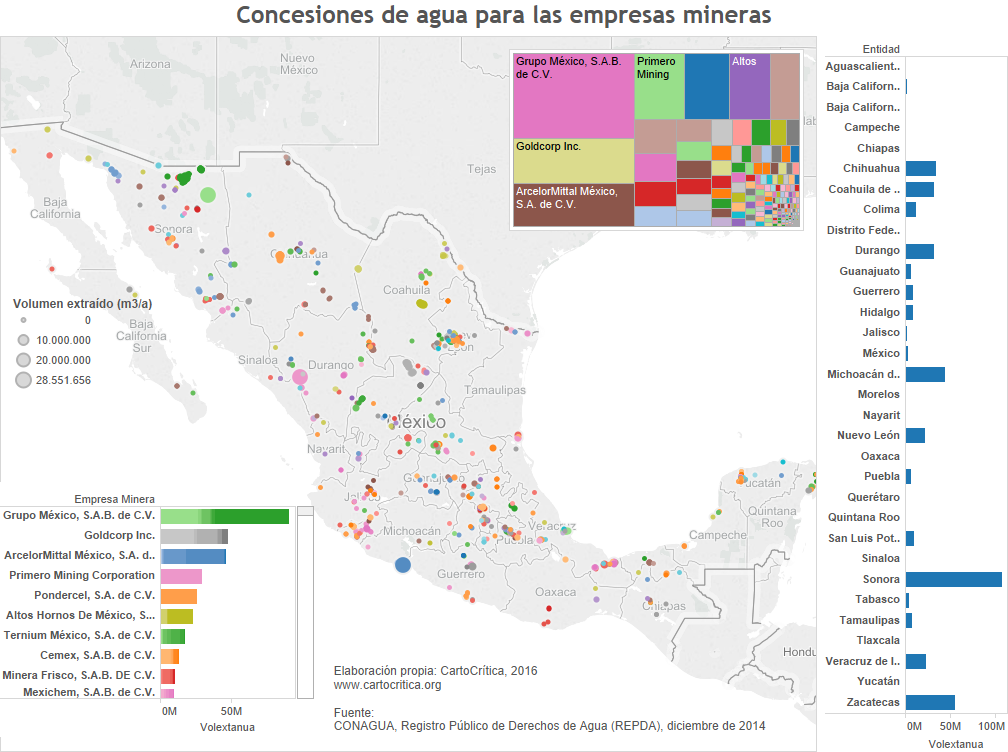 Concesiones de agua para las empresas mineras
Arizona
Nuevo
México
Tejas
Baja
California
Sonora
Chihuahua
Coahuila
Baja
California
Sur
Sinaloa
Durango
León
Tamaulipas
México
Nayarit
Jalisco
Michoacán
Guerrero
Puebla
Veracruz
Oaxaca
Chiapas
Campeche
Yucatán
Quintana
Roo
Hondu
Grupo México, S.A.B.
de C.V.
Goldcorp Inc.
ArcelorMittal México,
S.A. de C.V.
Primero
Mining
Altos
Volumen extraído (m3/a)
0
10.000.000
20.000.000
28.551.656
Empresa Minera
Grupo México, S.A.B. de C.V.
Goldcorp Inc.
ArcelorMittal México, S.A. d..
Primero Mining Corporation
Pondercel, S.A. de C.V.
Altos Hornos De México, S...
Ternium México, S.A. de C.V.
Cemex, S.A.B. de C.V.
Minera Frisco, S.A.B. DE C.V.
Mexichem, S.A.B. de C.V.
0M 50M
Volextanua
Elaboración propia: CartoCrítica, 2016
www.cartocritica.org
Fuente:
CONAGUA, Registro Público de Derechos de Agua (REPDA), diciembre de 2014
Entidad
Aguascalient..
Baja Californ..
Baja Californ..
Campeche
Chiapas
Chihuahua
Coahuila de ..
Colima
Distrito Fede..
Durango
Guanajuato
Guerrero
Hidalgo
Jalisco
México
Michoacán d..
Morelos
Nayarit
Nuevo León
Oaxaca
Puebla
Querétaro
Quintana Roo
San Luis Pot..
Sinaloa
Sonora
Tabasco
Tamaulipas
Tlaxcala
Veracruz de I..
Yucatán
Zacatecas
0M 50M 100M
Volextanua